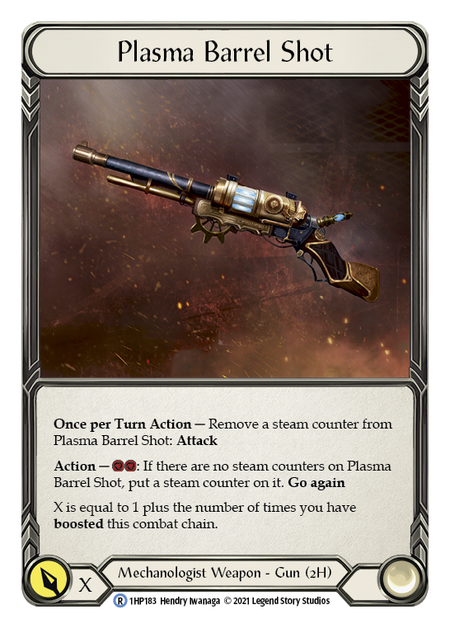 Plasma Barrel Shot
Once per Turn Action — Remove a steam counter from
Plasma Barrel Shot: Attack
Action — : If there are no steam counters on Plasma
Barrel Shot, put a steam counter on it. Go again
X is equal to 1 plus the number of times you have
boosted this combat chain.
X
Mechanologist Weapon - Gun (2H)
R 1HP183 Hendry Iwanaga © 2021 Legend Story Studios